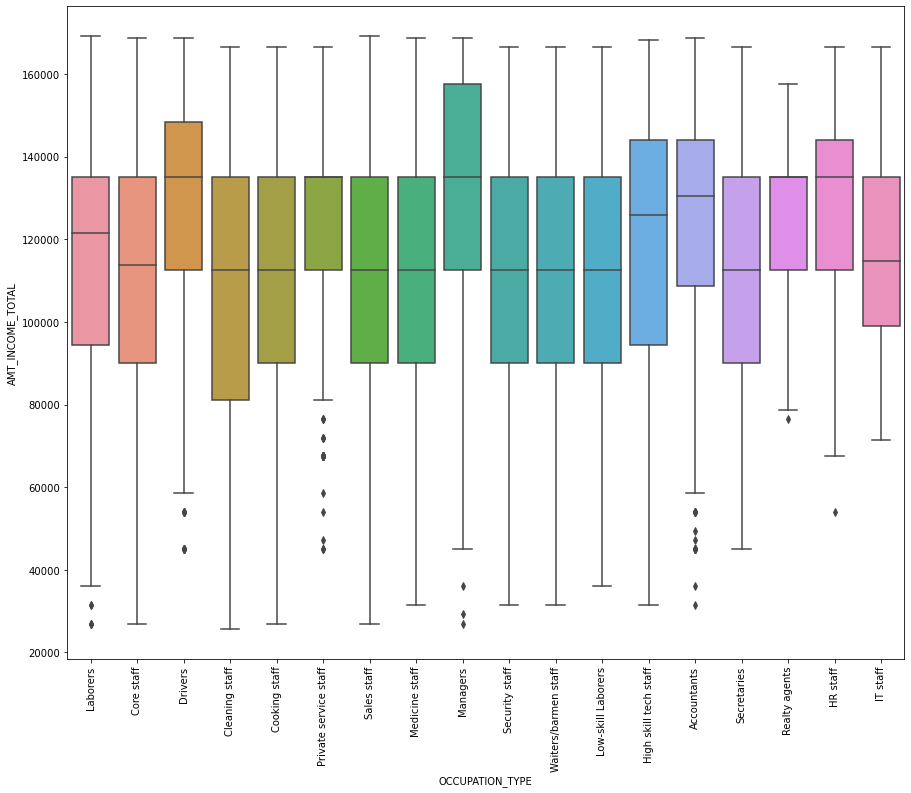 AMT_INCOME_TOTAL
160000
140000
120000
100000
80000
60000
40000
20000
Laborers
Core staff
Drivers
Cleaning staff
Cooking staff
Private service staff
Sales staff
Medicine staff
Managers
Security staff
Waiters/barmen staff
Low-skill Laborers
High skill tech staff
Accountants
Secretaries
Realty agents
HR staff
IT staff
OCCUPATION_TYPE